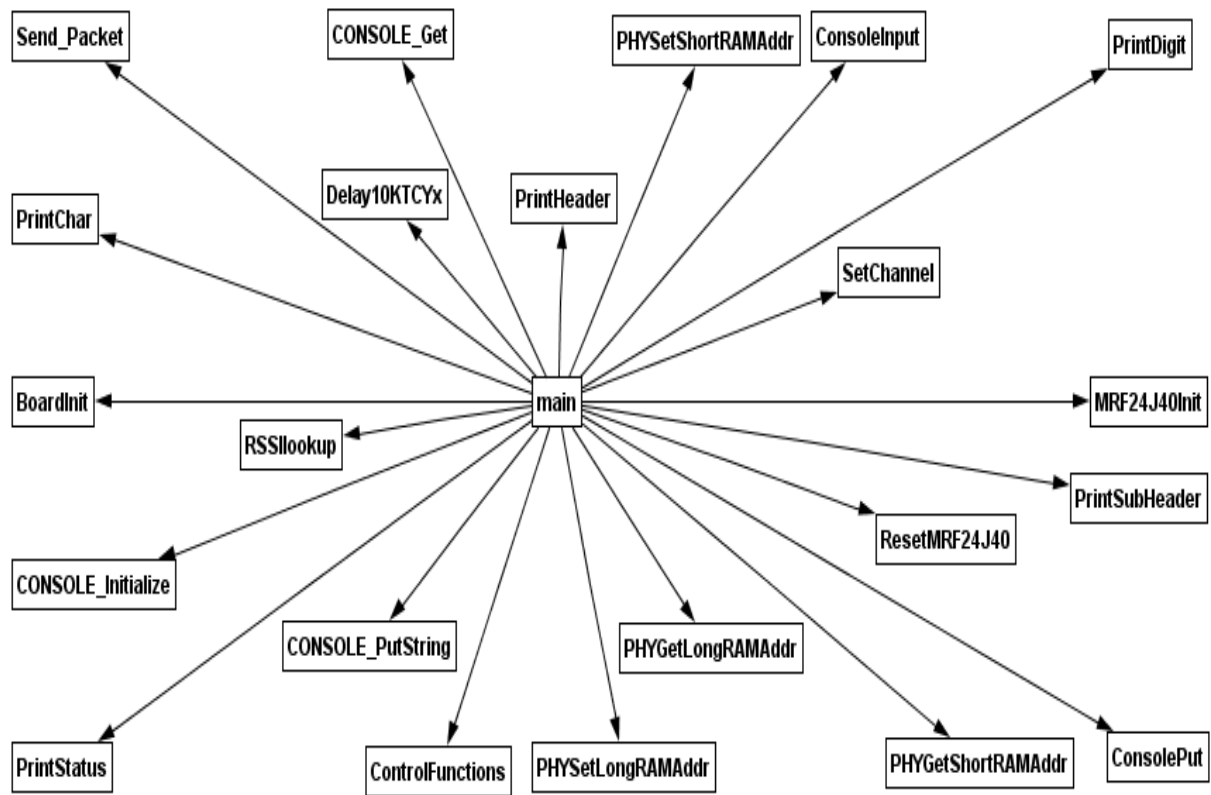 Send_Packet
CONSOLE_Get
PHYSetShortRAMAddr
ConsoleInput
PrintDigit
Delay10KTCYx
PrintHeader
PrintChar
SetChannel
BoardInit
main
MRF24J40Init
RSSIlookup
PrintSubHeader
ResetMRF24J40
CONSOLE_Initialize
CONSOLE_PutString
PHYGetLongRAMAddr
PrintStatus
ControlFunctions
PHYSetLongRAMAddr
PHYGetShortRAMAddr
ConsolePut